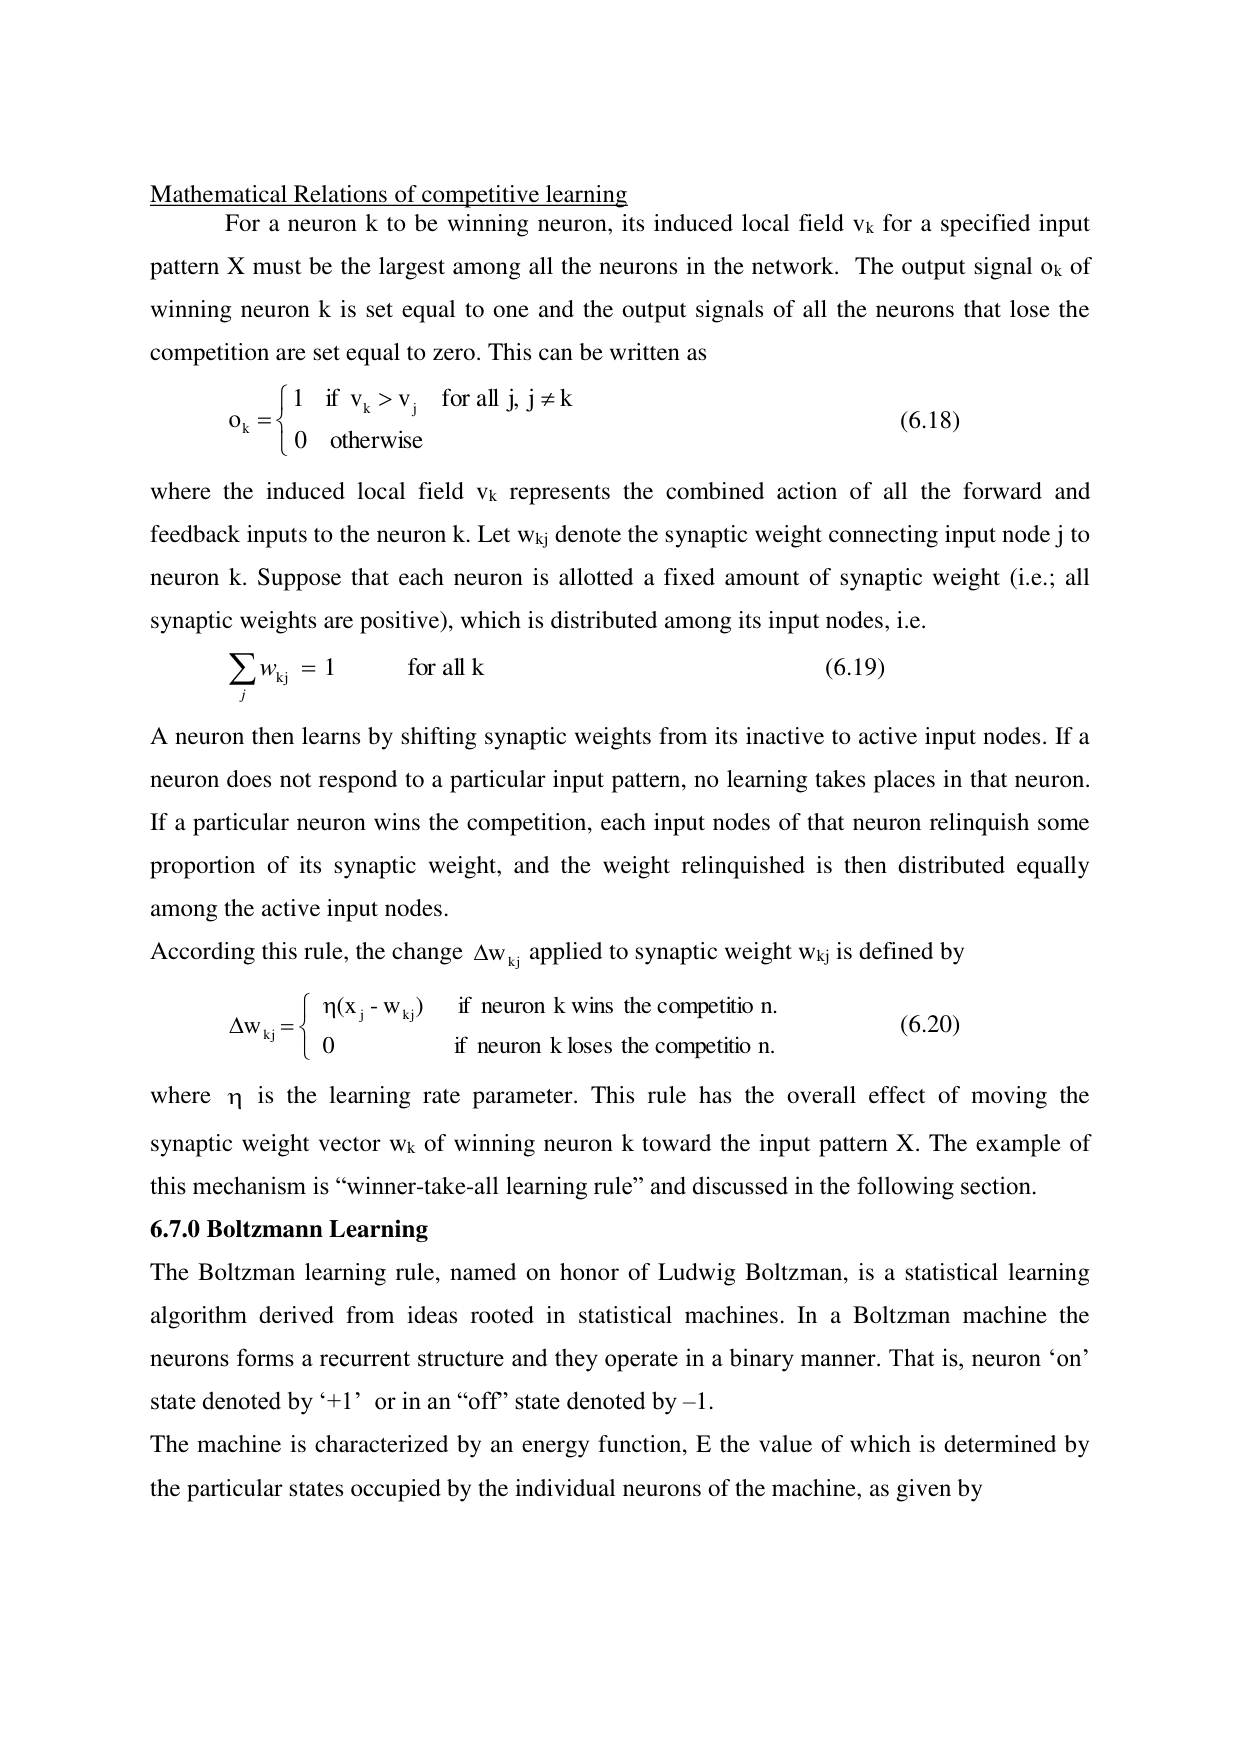 Mathematical Relations of competitive learning
For a neuron k to be winning neuron, its induced local field vk for a specified input
pattern X must be the largest among all the neurons in the network.  The output signal ok of
winning neuron k is set equal to one and the output signals of all the neurons that lose the
competition are set equal to zero. This can be written as
ok = { 1 if vk > vj for all j, j ≠ k
0 otherwise (6.18)
where the induced local field vk represents the combined action of all the forward and
feedback inputs to the neuron k. Let wkj denote the synaptic weight connecting input node j to
neuron k. Suppose that each neuron is allotted a fixed amount of synaptic weight (i.e.; all
synaptic weights are positive), which is distributed among its input nodes, i.e.
∑j wkj = 1 for all k (6.19)
A neuron then learns by shifting synaptic weights from its inactive to active input nodes. If a
neuron does not respond to a particular input pattern, no learning takes places in that neuron.
If a particular neuron wins the competition, each input nodes of that neuron relinquish some
proportion of its synaptic weight, and the weight relinquished is then distributed equally
among the active input nodes.
According this rule, the change Δwkj applied to synaptic weight wkj is defined by
Δwkj = { η(xj - wkj) if neuron k wins the competitio n.
0 if neuron k loses the competitio n. (6.20)
where η is the learning rate parameter. This rule has the overall effect of moving the
synaptic weight vector wk of winning neuron k toward the input pattern X. The example of
this mechanism is “winner-take-all learning rule” and discussed in the following section.
6.7.0 Boltzmann Learning
The Boltzman learning rule, named on honor of Ludwig Boltzman, is a statistical learning
algorithm derived from ideas rooted in statistical machines. In a Boltzman machine the
neurons forms a recurrent structure and they operate in a binary manner. That is, neuron ‘on’
state denoted by ‘+1’  or in an “off” state denoted by –1.
The machine is characterized by an energy function, E the value of which is determined by
the particular states occupied by the individual neurons of the machine, as given by